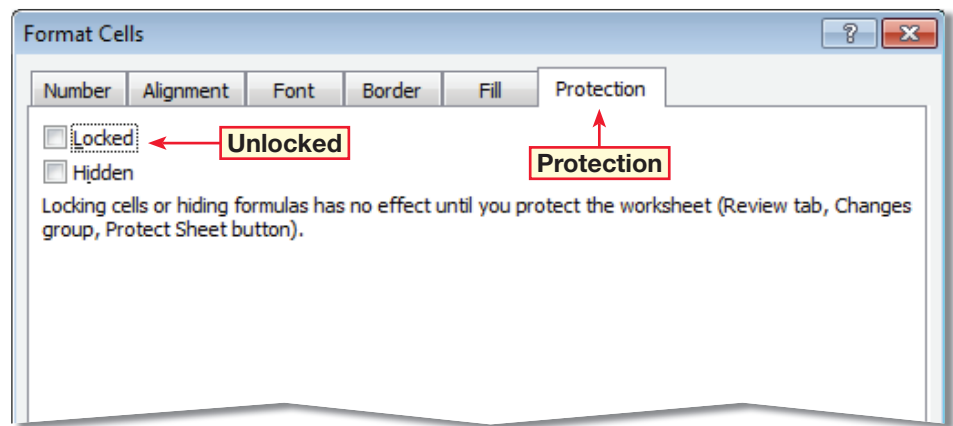 Format Cells
?
Number Alignment Font Border Fill Protection
Locked Unlocked
Hidden Protection
Locking cells or hiding formulas has no effect until you protect the worksheet (Review tab, Changes
group, Protect Sheet button).